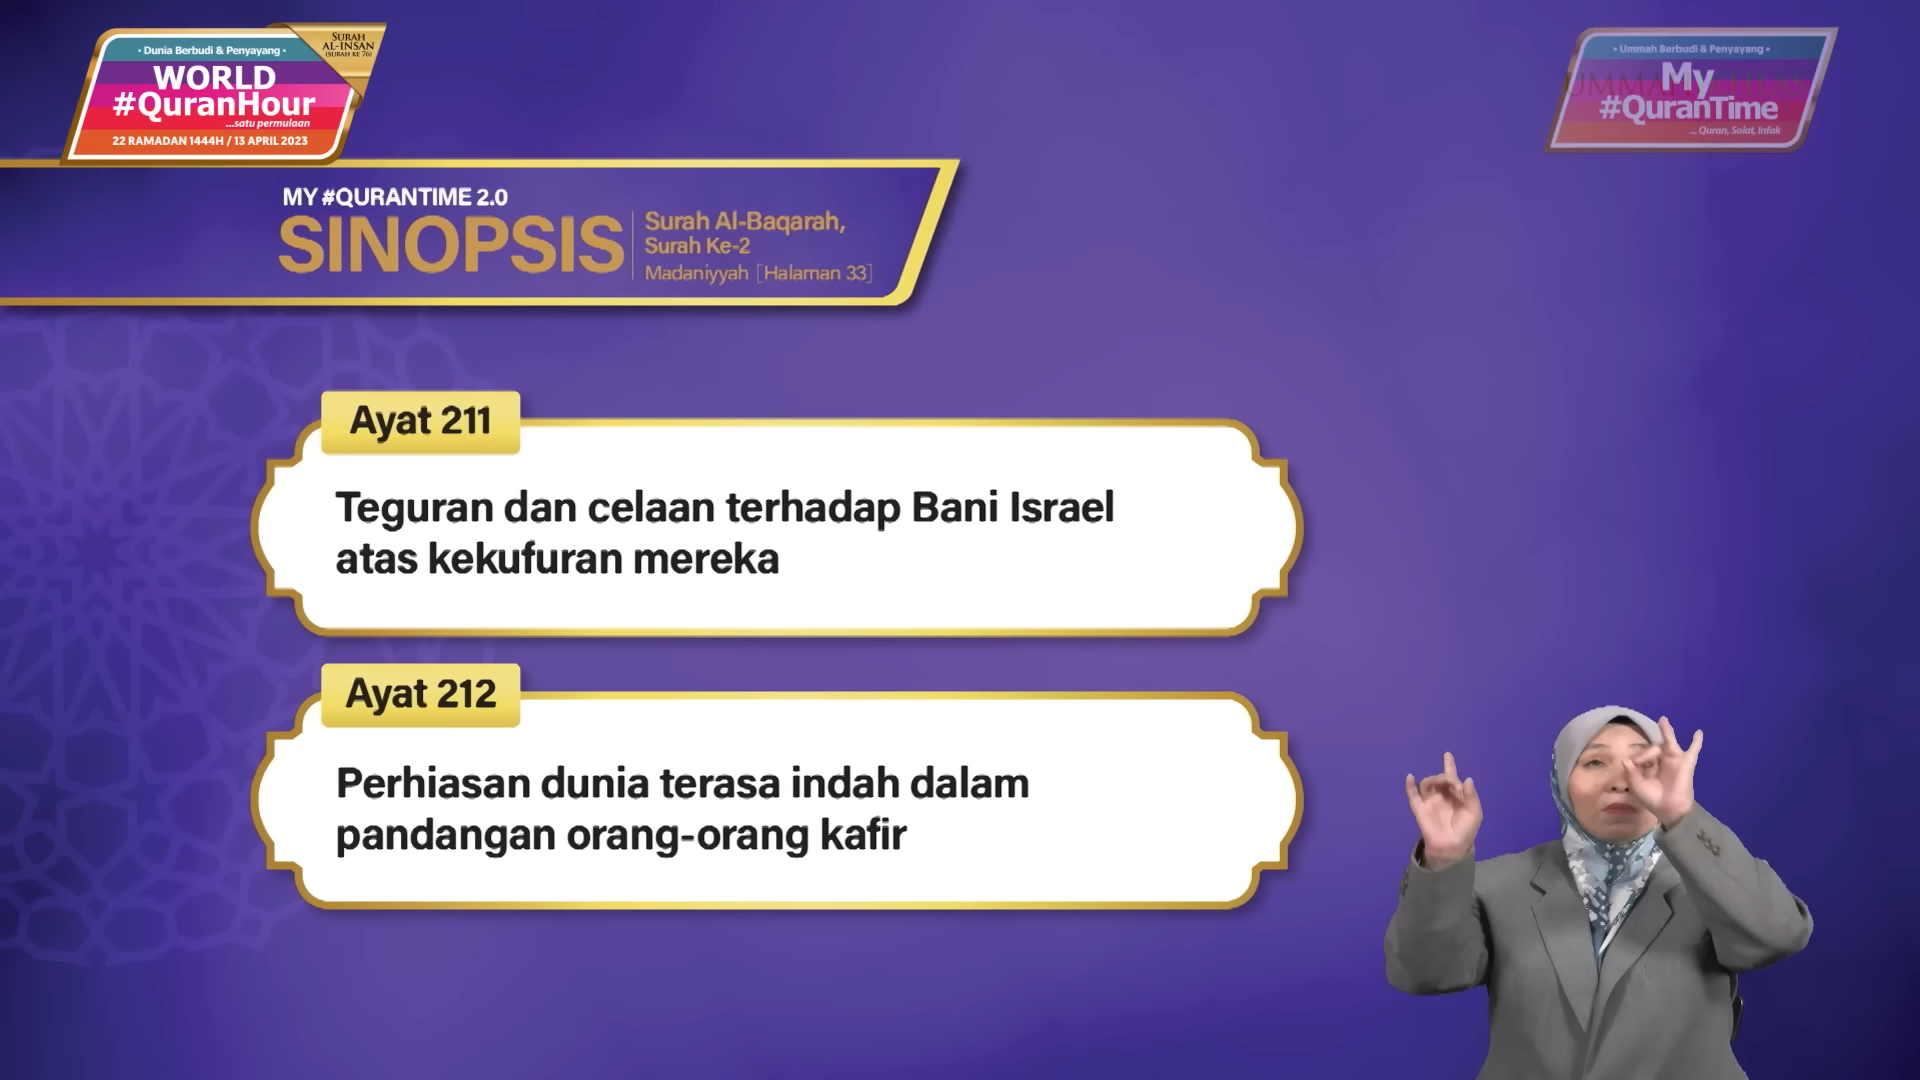 • Dunia Berbudi & Penyayang •
WORLD
#QuranHour
...satu permulaan
22 RAMADAN 1444H / 13 APRIL 2023
SURAH
AL-INSAN
(SURAH KE 76)
• Ummah Berbudi & Penyayang •
My
#QuranTime
... Quran, Solat, Infak
MY #QURANTIME 2.0
SINOPSIS
Surah Al-Baqarah,
Surah Ke-2
Madaniyyah [Halaman 33]
Ayat 211
Teguran dan celaan terhadap Bani Israel
atas kekufuran mereka
Ayat 212
Perhiasan dunia terasa indah dalam
pandangan orang-orang kafir